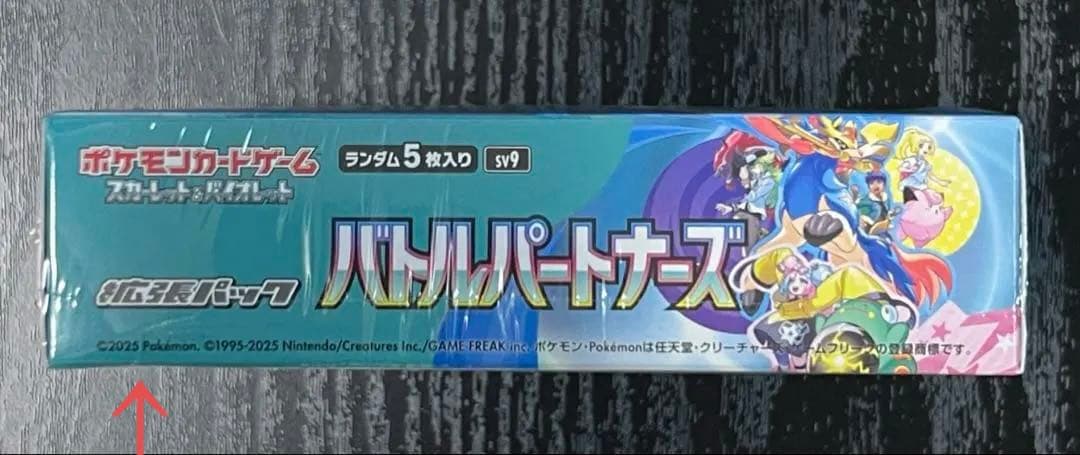 ポケモンカードゲーム
スカーレット&バイオレット
ランダム5枚入り sv9
バトルパートナーズ
拡張パック
©2025 Pokémon. ©1995-2025 Nintendo/Creatures Inc./GAME FREAK inc. ポケモン・Pokémonは任天堂・クリーチャーズ・ゲームフリークの登録商標です。